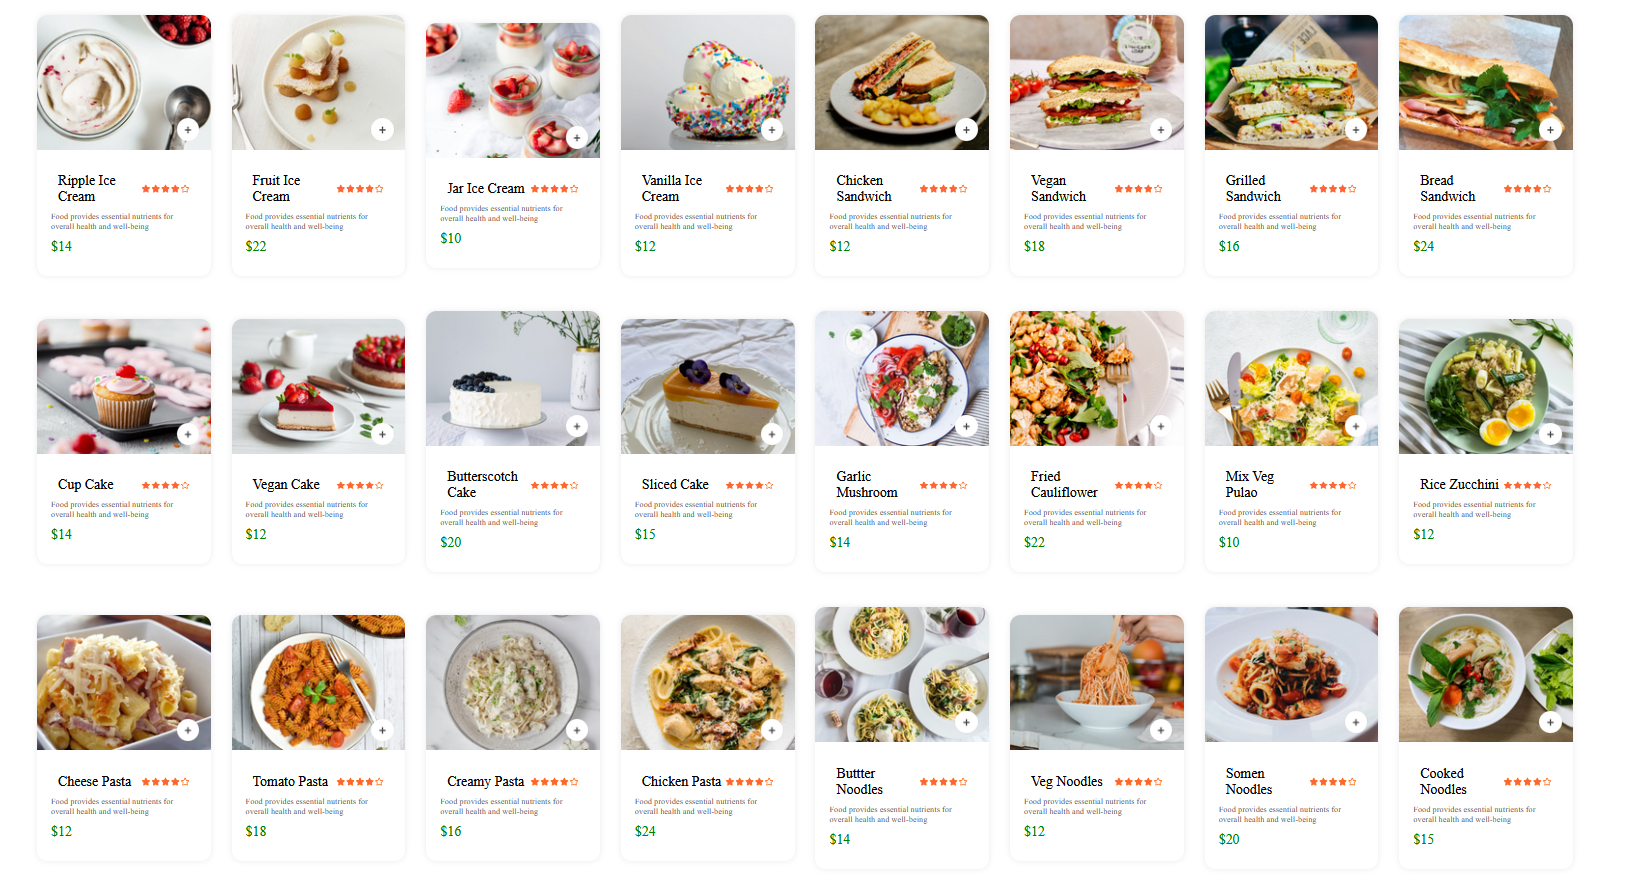 Ripple Ice
Cream
Food provides essential nutrients for
overall health and well-being
$14
Fruit Ice
Cream
Food provides essential nutrients for
overall health and well-being
$22
Jar Ice Cream
Food provides essential nutrients for
overall health and well-being
$10
Vanilla Ice
Cream
Food provides essential nutrients for
overall health and well-being
$12
Chicken
Sandwich
Food provides essential nutrients for
overall health and well-being
$12
Vegan
Sandwich
Food provides essential nutrients for
overall health and well-being
$18
Grilled
Sandwich
Food provides essential nutrients for
overall health and well-being
$16
Bread
Sandwich
Food provides essential nutrients for
overall health and well-being
$24
Cup Cake
Food provides essential nutrients for
overall health and well-being
$14
Vegan Cake
Food provides essential nutrients for
overall health and well-being
$12
Butterscotch
Cake
Food provides essential nutrients for
overall health and well-being
$20
Sliced Cake
Food provides essential nutrients for
overall health and well-being
$15
Garlic
Mushroom
Food provides essential nutrients for
overall health and well-being
$14
Fried
Cauliflower
Food provides essential nutrients for
overall health and well-being
$22
Mix Veg
Pulao
Food provides essential nutrients for
overall health and well-being
$10
Rice Zucchini
Food provides essential nutrients for
overall health and well-being
$12
Cheese Pasta
Food provides essential nutrients for
overall health and well-being
$12
Tomato Pasta
Food provides essential nutrients for
overall health and well-being
$18
Creamy Pasta
Food provides essential nutrients for
overall health and well-being
$16
Chicken Pasta
Food provides essential nutrients for
overall health and well-being
$24
Buttter
Noodles
Food provides essential nutrients for
overall health and well-being
$14
Veg Noodles
Food provides essential nutrients for
overall health and well-being
$12
Somen
Noodles
Food provides essential nutrients for
overall health and well-being
$20
Cooked
Noodles
Food provides essential nutrients for
overall health and well-being
$15